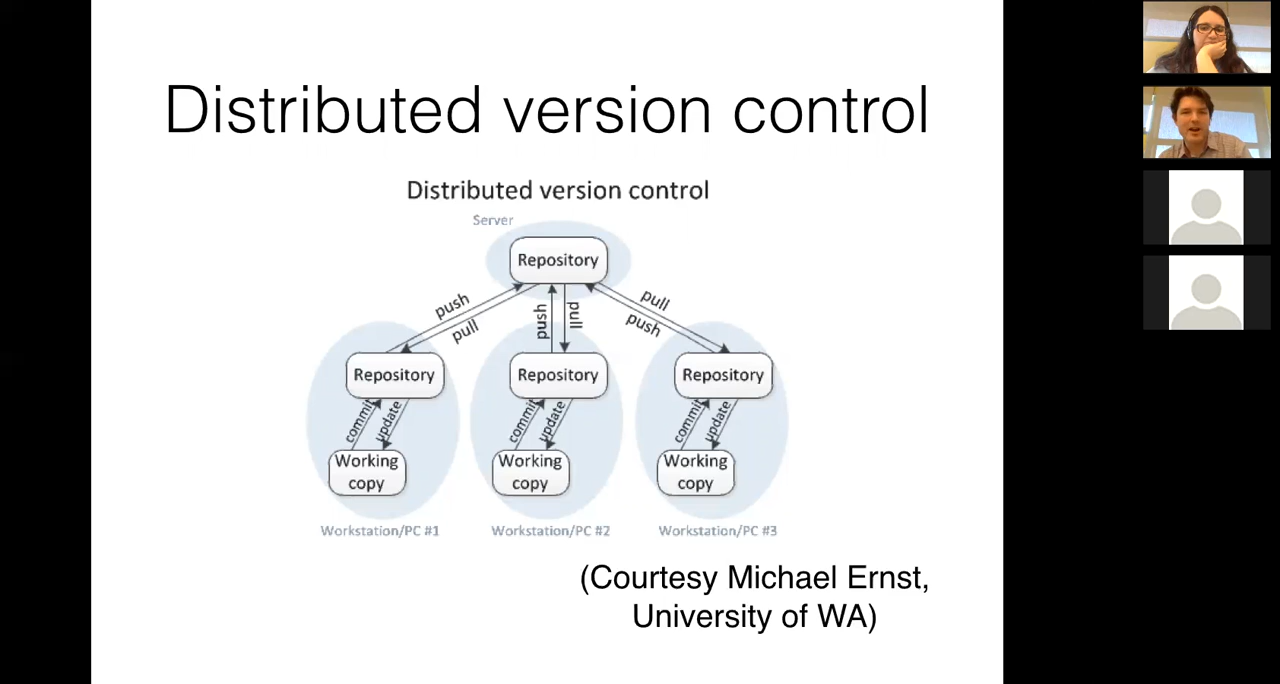 Distributed version control
Distributed version control
Server
Repository
push
pull
push
pull
pull
push
Repository
Repository
Repository
commit
update
commit
update
commit
update
Working
copy
Working
copy
Working
copy
Workstation/PC #1
Workstation/PC #2
Workstation/PC #3
(Courtesy Michael Ernst,
University of WA)